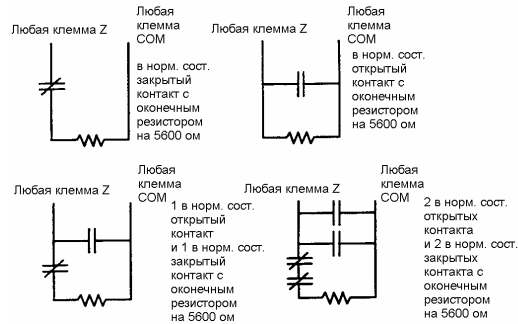 Любая клемма Z
Любая
клемма
COM
в норм. сост.
закрытый
контакт с
оконечным
резистором
на 5600 ом
Любая клемма Z
Любая
клемма
COM
в норм. сост.
открытый
контакт с
оконечным
резистором
на 5600 ом
Любая клемма Z
Любая
клемма
COM
1 в норм. сост.
открытый
контакт
и 1 в норм. сост.
закрытый
контакт с
оконечным
резистором
на 5600 ом
Любая клемма Z
Любая
клемма
COM
2 в норм. сост.
открытых
контакта
и 2 в норм. сост.
закрытых
контакта с
оконечным
резистором
на 5600 ом